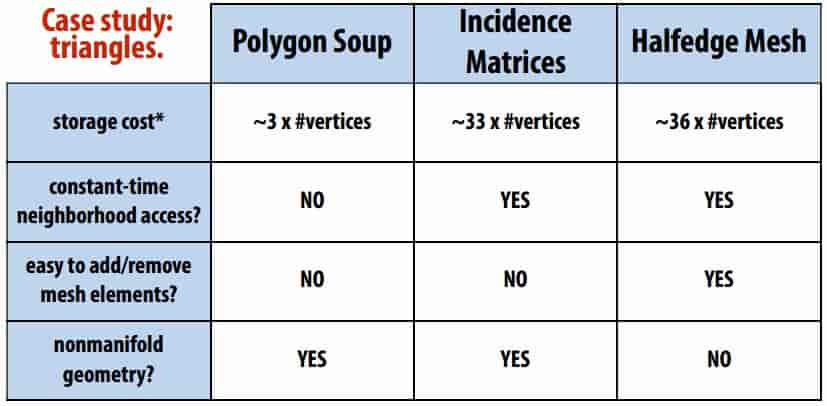 Case study:
triangles.
Polygon Soup
Incidence
Matrices
Halfedge Mesh
storage cost*
~3 x #vertices
~33 x #vertices
~36 x #vertices
constant-time
neighborhood access?
NO
YES
YES
easy to add/remove
mesh elements?
NO
NO
YES
nonmanifold
geometry?
YES
YES
NO